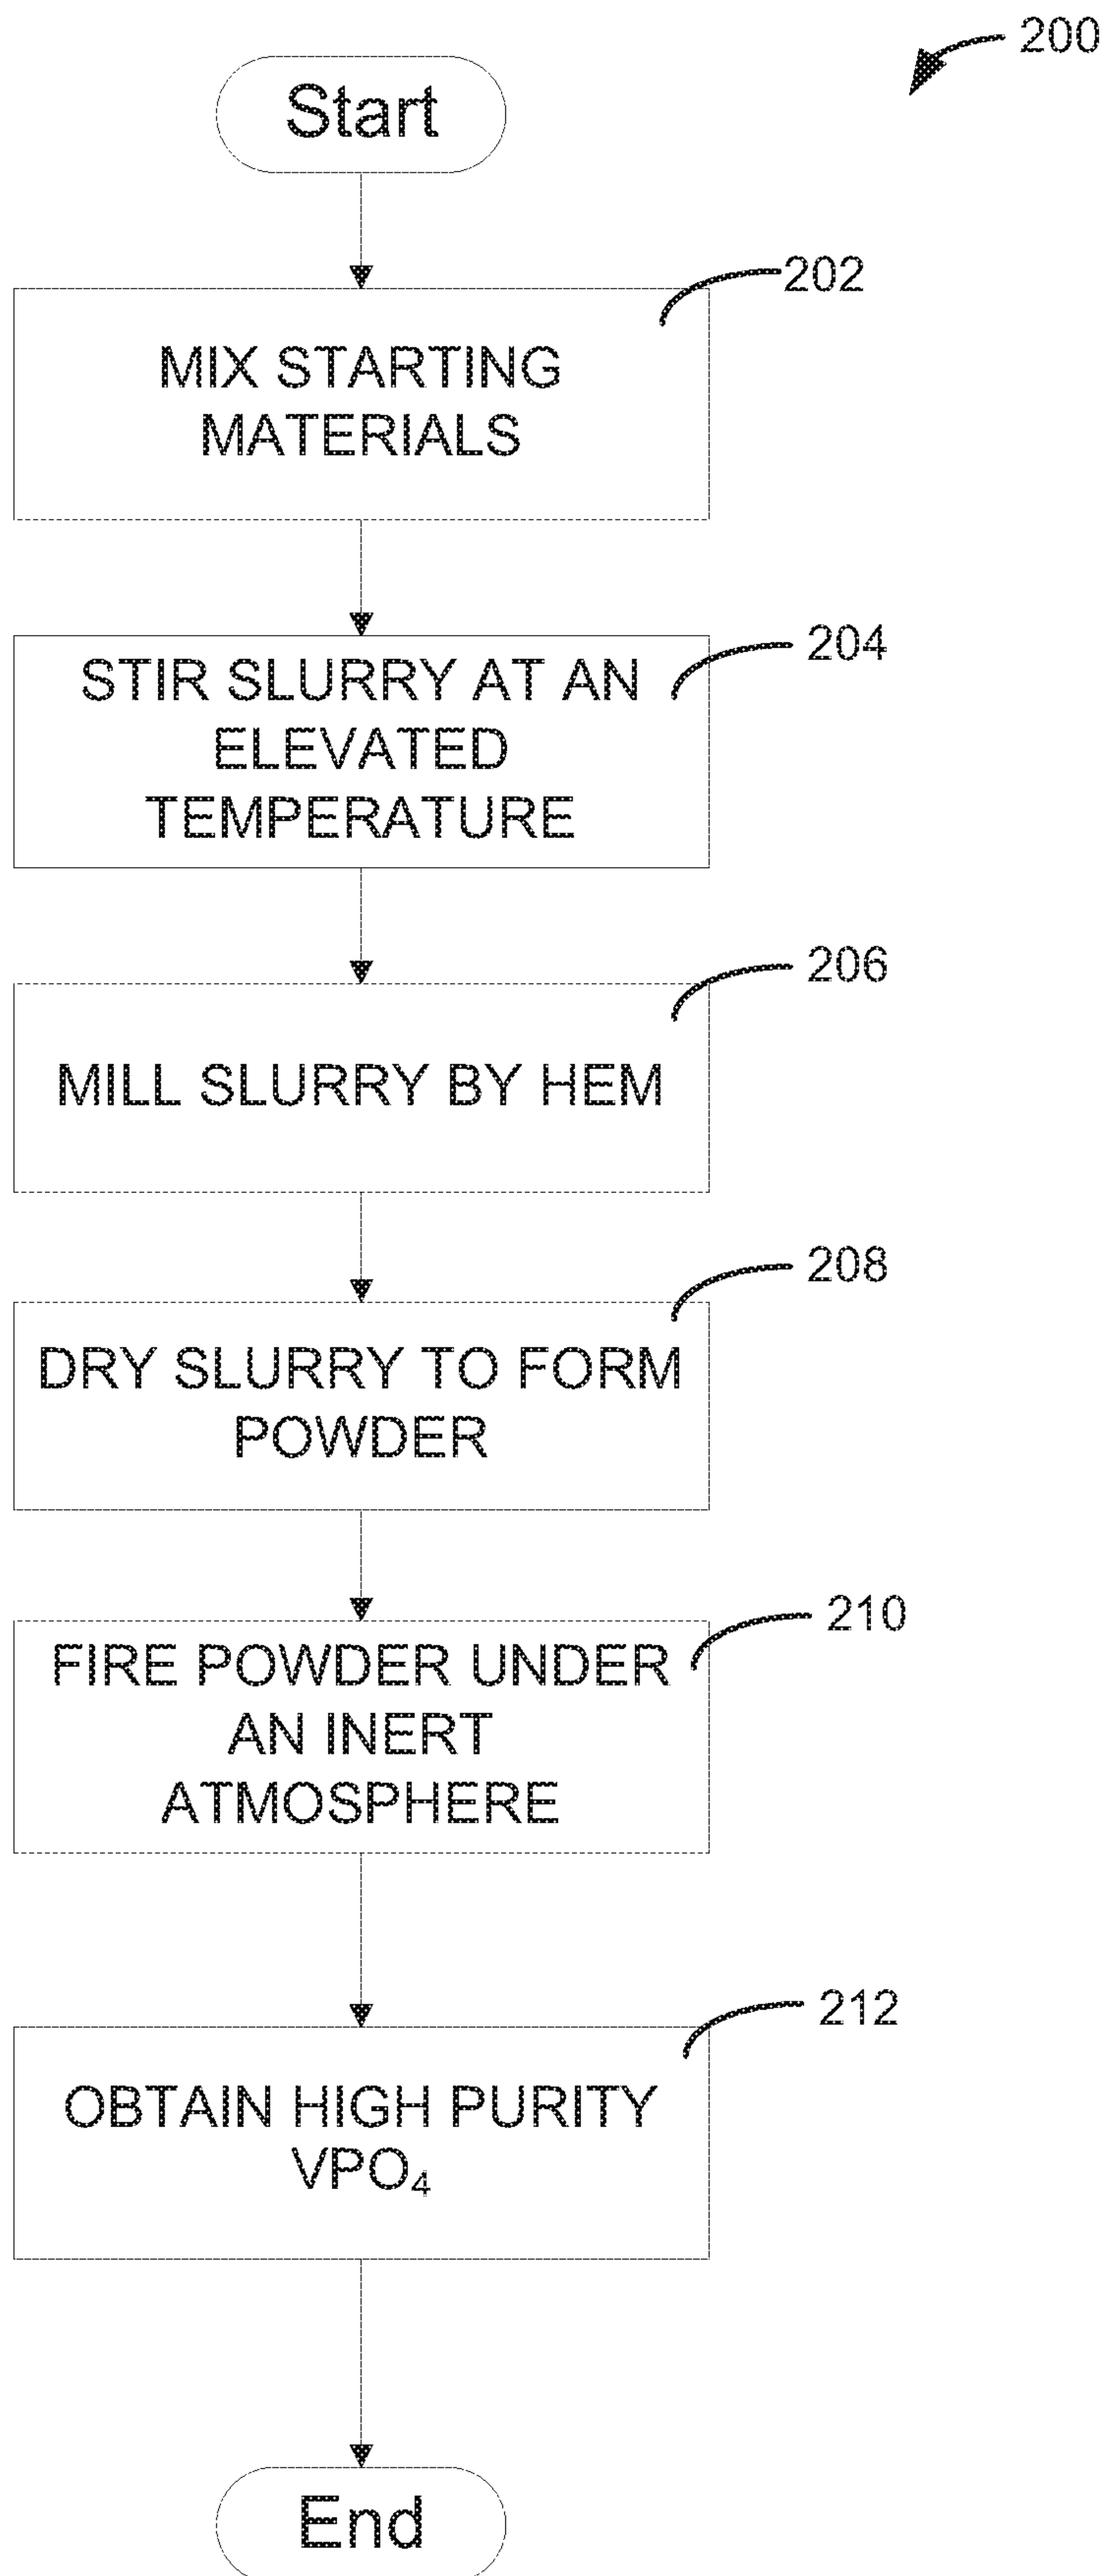 200
Start
202
MIX STARTING
MATERIALS
204
STIR SLURRY AT AN
ELEVATED
TEMPERATURE
206
MILL SLURRY BY HEM
208
DRY SLURRY TO FORM
POWDER
210
FIRE POWDER UNDER
AN INERT
ATMOSPHERE
212
OBTAIN HIGH PURITY
VPO₄
End